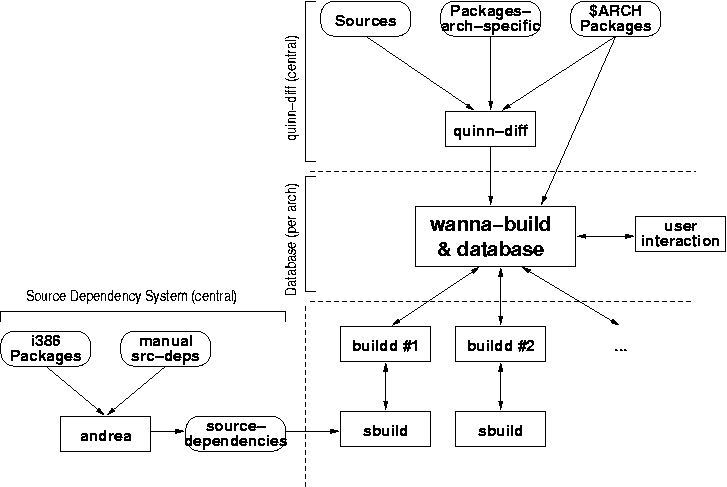 Sources
Packages-
arch-specific
$ARCH
Packages
quinn-diff (central)
quinn-diff
Database (per arch)
wanna-build
& database
user
interaction
Source Dependency System (central)
i386
Packages
manual
src-deps
buildd #1
buildd #2
...
andrea
source-
dependencies
sbuild
sbuild